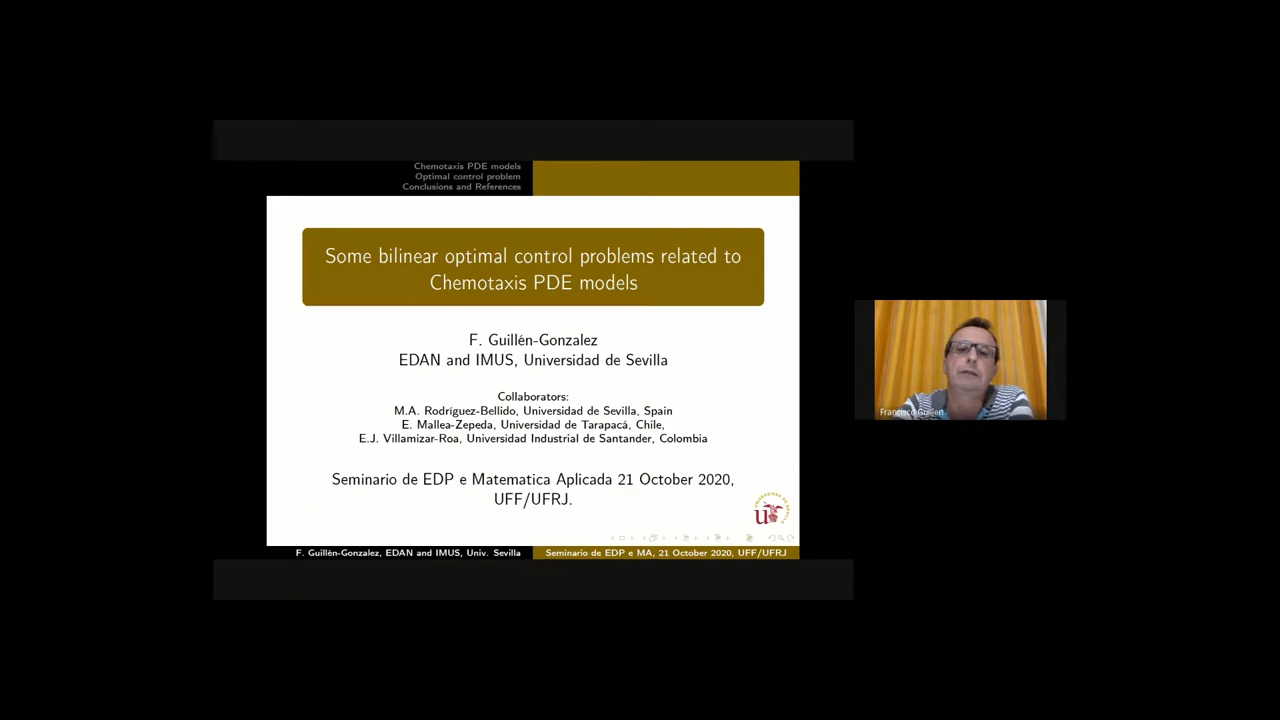 Chemotaxis PDE models
Optimal control problem
Conclusions and References
Some bilinear optimal control problems related to
Chemotaxis PDE models
F. Guillén-Gonzalez
EDAN and IMUS, Universidad de Sevilla
Collaborators:
M.A. Rodríguez-Bellido, Universidad de Sevilla, Spain
E. Mallea-Zepeda, Universidad de Tarapacá, Chile,
E.J. Villamizar-Roa, Universidad Industrial de Santander, Colombia
Seminario de EDP e Matematica Aplicada 21 October 2020,
UFF/UFRJ.
F. Guillén-Gonzalez, EDAN and IMUS, Univ. Sevilla
Seminario de EDP e MA, 21 October 2020, UFF/UFRJ
Francisco Guillén